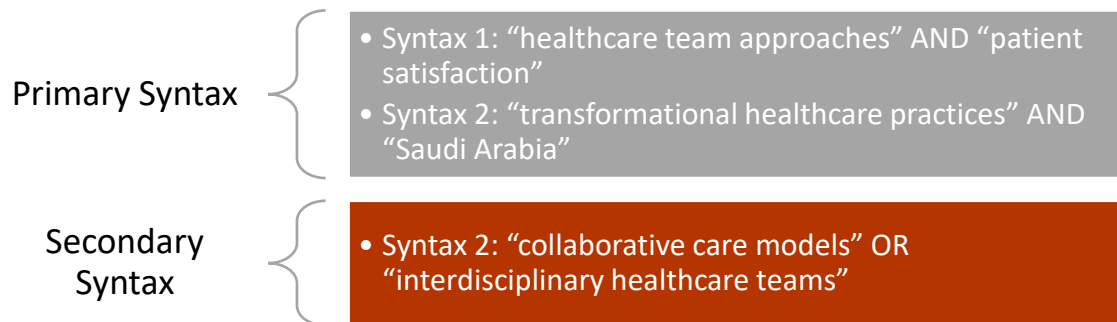 Primary Syntax
• Syntax 1: “healthcare team approaches” AND “patient
satisfaction”
• Syntax 2: “transformational healthcare practices” AND
“Saudi Arabia”
Secondary
Syntax
• Syntax 2: “collaborative care models” OR
“interdisciplinary healthcare teams”